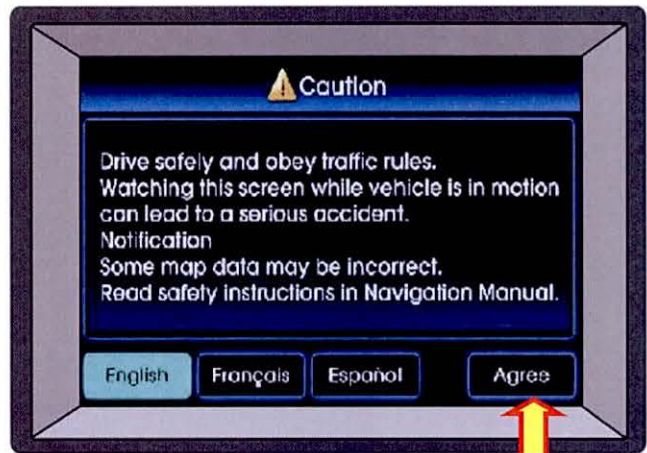 Caution
Drive safely and obey traffic rules.
Watching this screen while vehicle is in motion
can lead to a serious accident.
Notification
Some map data may be incorrect.
Read safety instructions in Navigation Manual.
English Français Español Agree